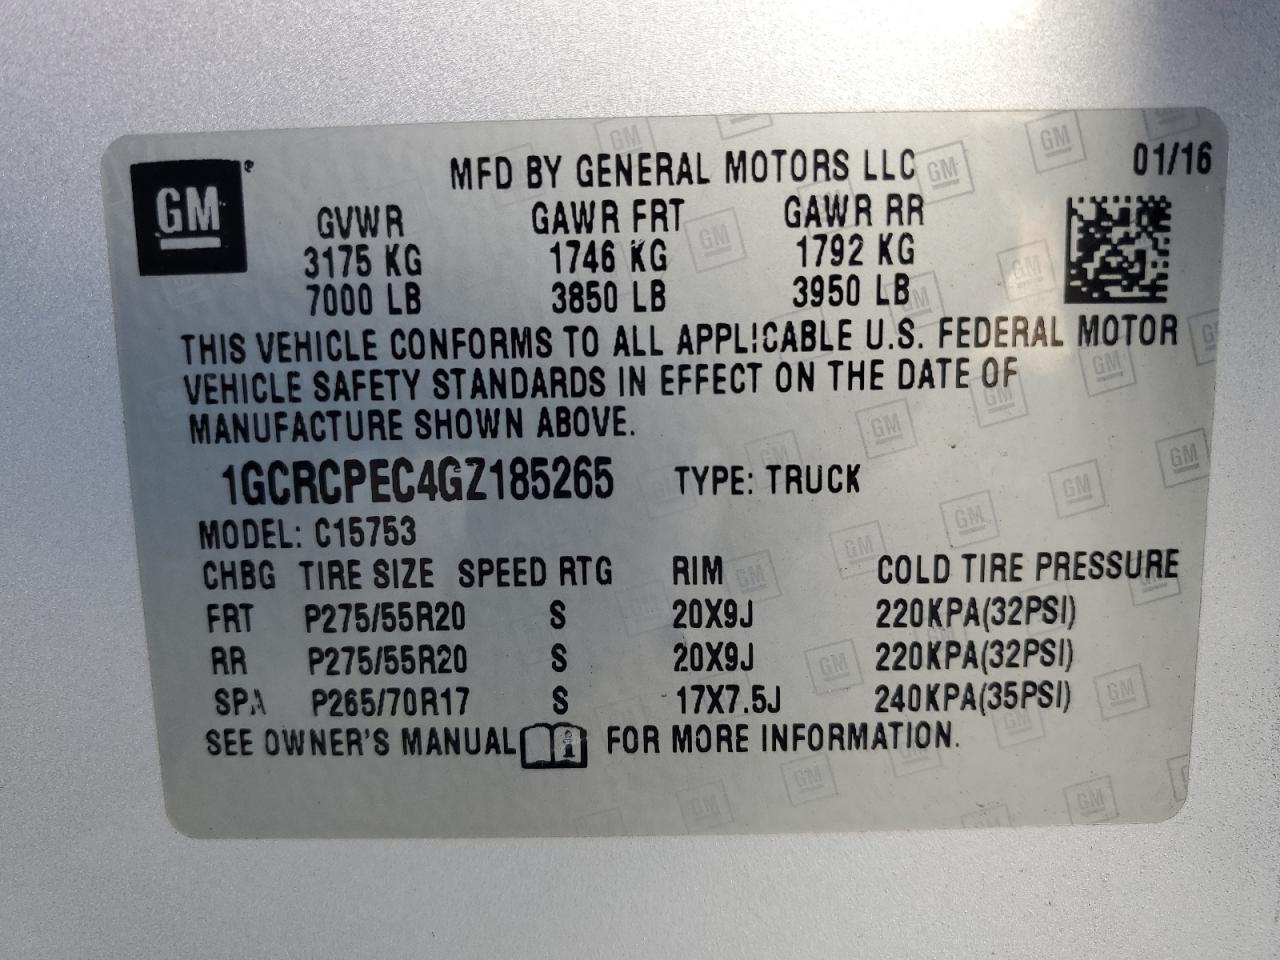 GM ®
MFD BY GENERAL MOTORS LLC 01/16
GVWR GAWR FRT GAWR RR
3175 KG 1746 KG 1792 KG
7000 LB 3850 LB 3950 LB
THIS VEHICLE CONFORMS TO ALL APPLICABLE U.S. FEDERAL MOTOR
VEHICLE SAFETY STANDARDS IN EFFECT ON THE DATE OF
MANUFACTURE SHOWN ABOVE.
1GCRCPEC4GZ185265 TYPE: TRUCK
MODEL: C15753
CHBG TIRE SIZE SPEED RTG RIM COLD TIRE PRESSURE
FRT P275/55R20 S 20X9J 220KPA(32PSI)
RR P275/55R20 S 20X9J 220KPA(32PSI)
SPA P265/70R17 S 17X7.5J 240KPA(35PSI)
SEE OWNER'S MANUAL i FOR MORE INFORMATION.